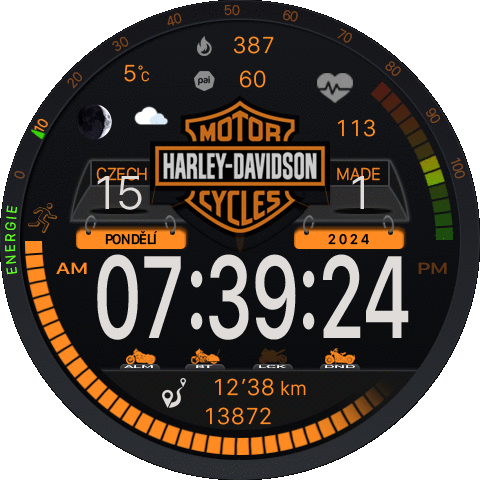 0 10 20 30 40 50 60 70 80 90 100
387
5°c
pai 60
113
MOTOR
HARLEY-DAVIDSON
CYCLES
CZECH MADE
15 1
PONDĚLÍ 2024
ENERGIE
AM PM
07:39:24
ALM BT LCK DND
12’38 km
13872